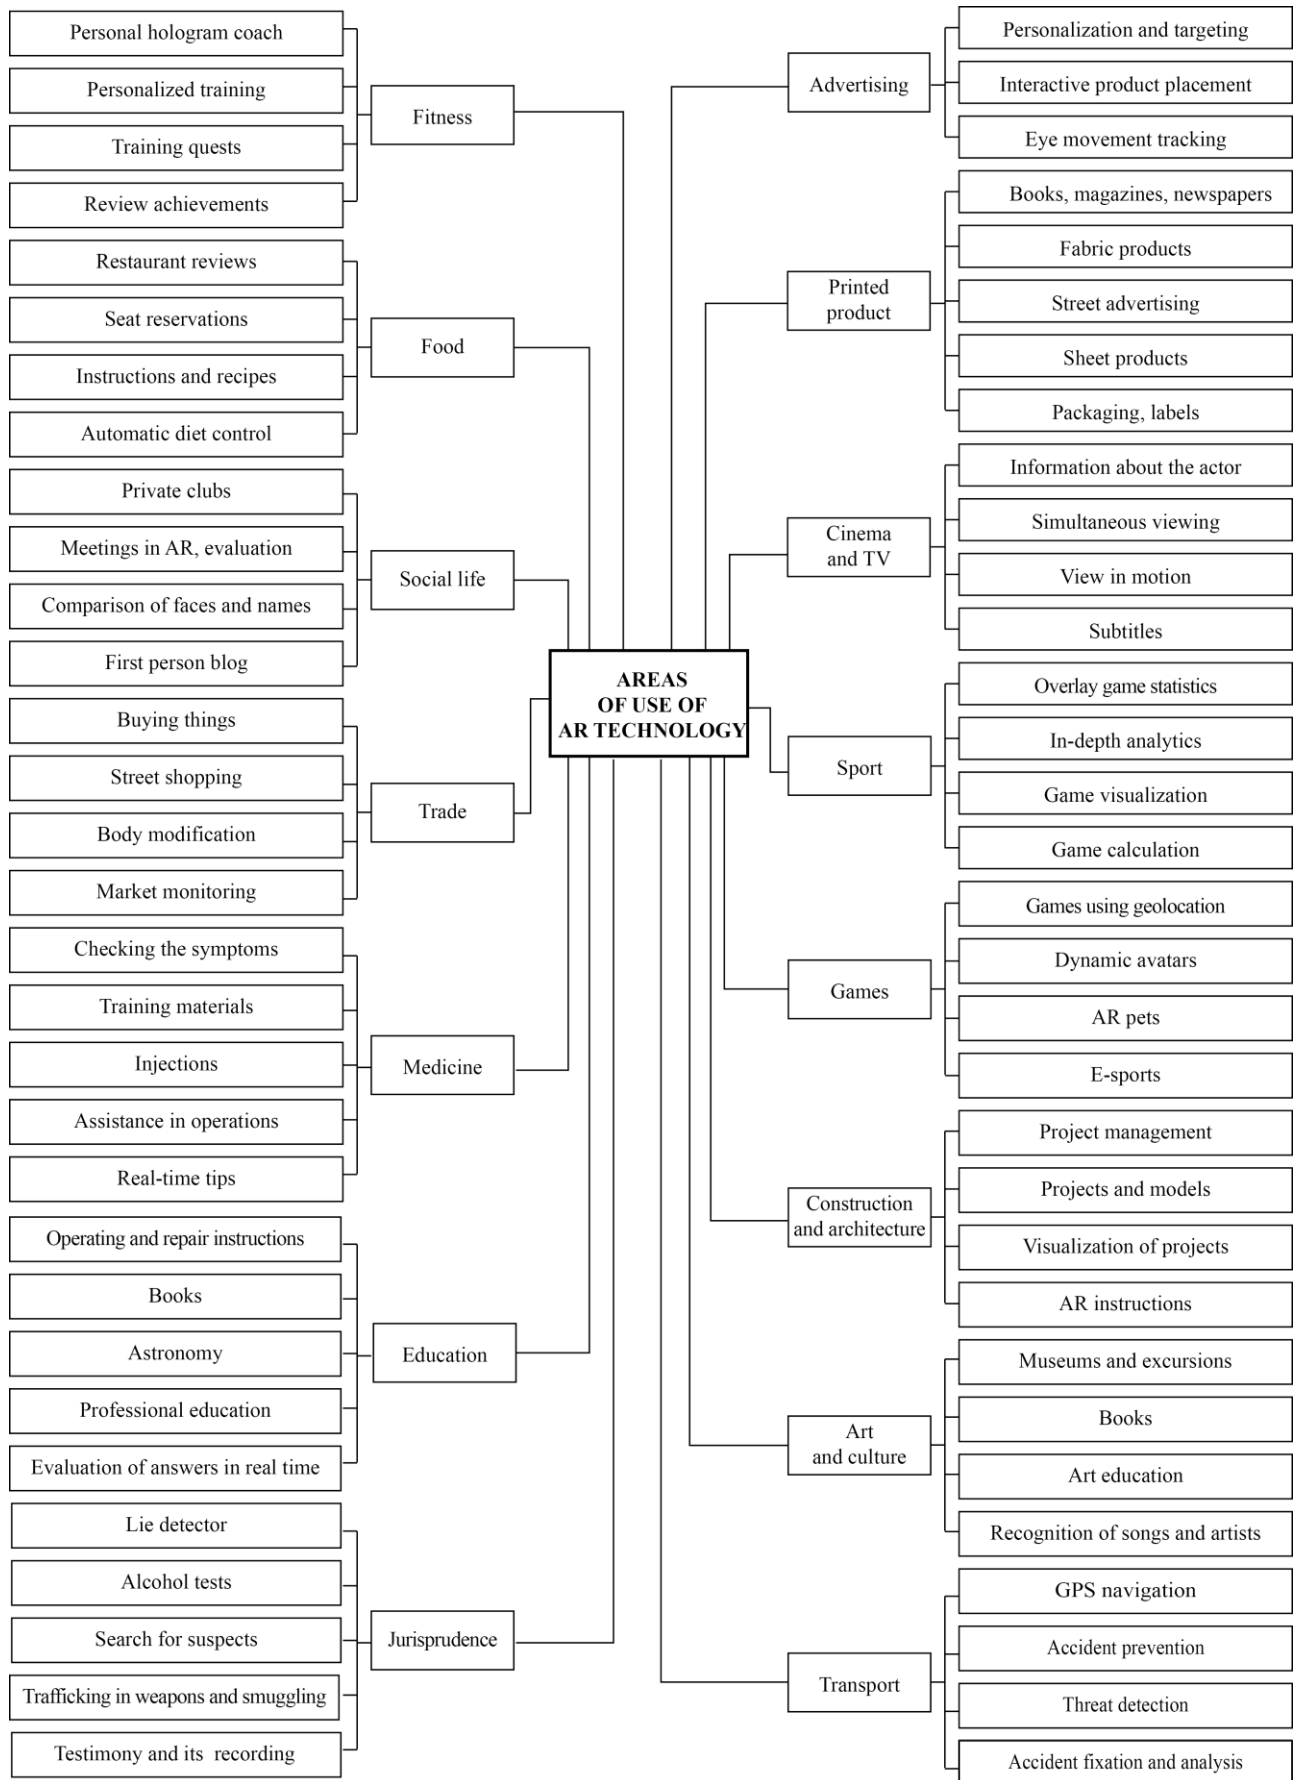 Personal hologram coach
Personalized training
Training quests
Review achievements
Fitness
Restaurant reviews
Seat reservations
Instructions and recipes
Automatic diet control
Food
Private clubs
Meetings in AR, evaluation
Comparison of faces and names
First person blog
Social life
Buying things
Street shopping
Body modification
Market monitoring
Trade
Checking the symptoms
Training materials
Injections
Assistance in operations
Real-time tips
Medicine
Operating and repair instructions
Books
Astronomy
Professional education
Evaluation of answers in real time
Education
Lie detector
Alcohol tests
Search for suspects
Trafficking in weapons and smuggling
Testimony and its recording
Jurisprudence
AREAS
OF USE OF
AR TECHNOLOGY
Advertising
Personalization and targeting
Interactive product placement
Eye movement tracking
Printed
product
Books, magazines, newspapers
Fabric products
Street advertising
Sheet products
Packaging, labels
Cinema
and TV
Information about the actor
Simultaneous viewing
View in motion
Subtitles
Sport
Overlay game statistics
In-depth analytics
Game visualization
Game calculation
Games
Games using geolocation
Dynamic avatars
AR pets
E-sports
Construction
and architecture
Project management
Projects and models
Visualization of projects
AR instructions
Art
and culture
Museums and excursions
Books
Art education
Recognition of songs and artists
Transport
GPS navigation
Accident prevention
Threat detection
Accident fixation and analysis